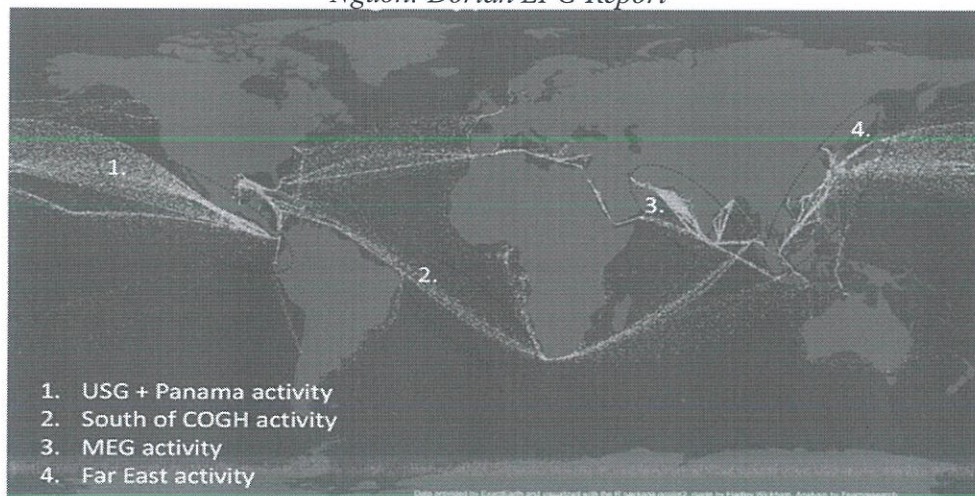 Nguồn: Dorian LPG Report
1.
4.
3.
2.
1. USG + Panama activity
2. South of COGH activity
3. MEG activity
4. Far East activity